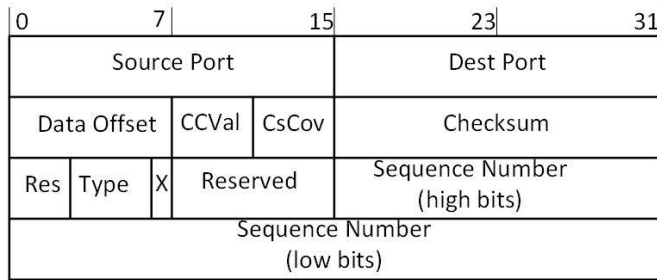 0 7 15 23 31
Source Port Dest Port
Data Offset CCVal CsCov Checksum
Res Type X Reserved Sequence Number
(high bits)
Sequence Number
(low bits)